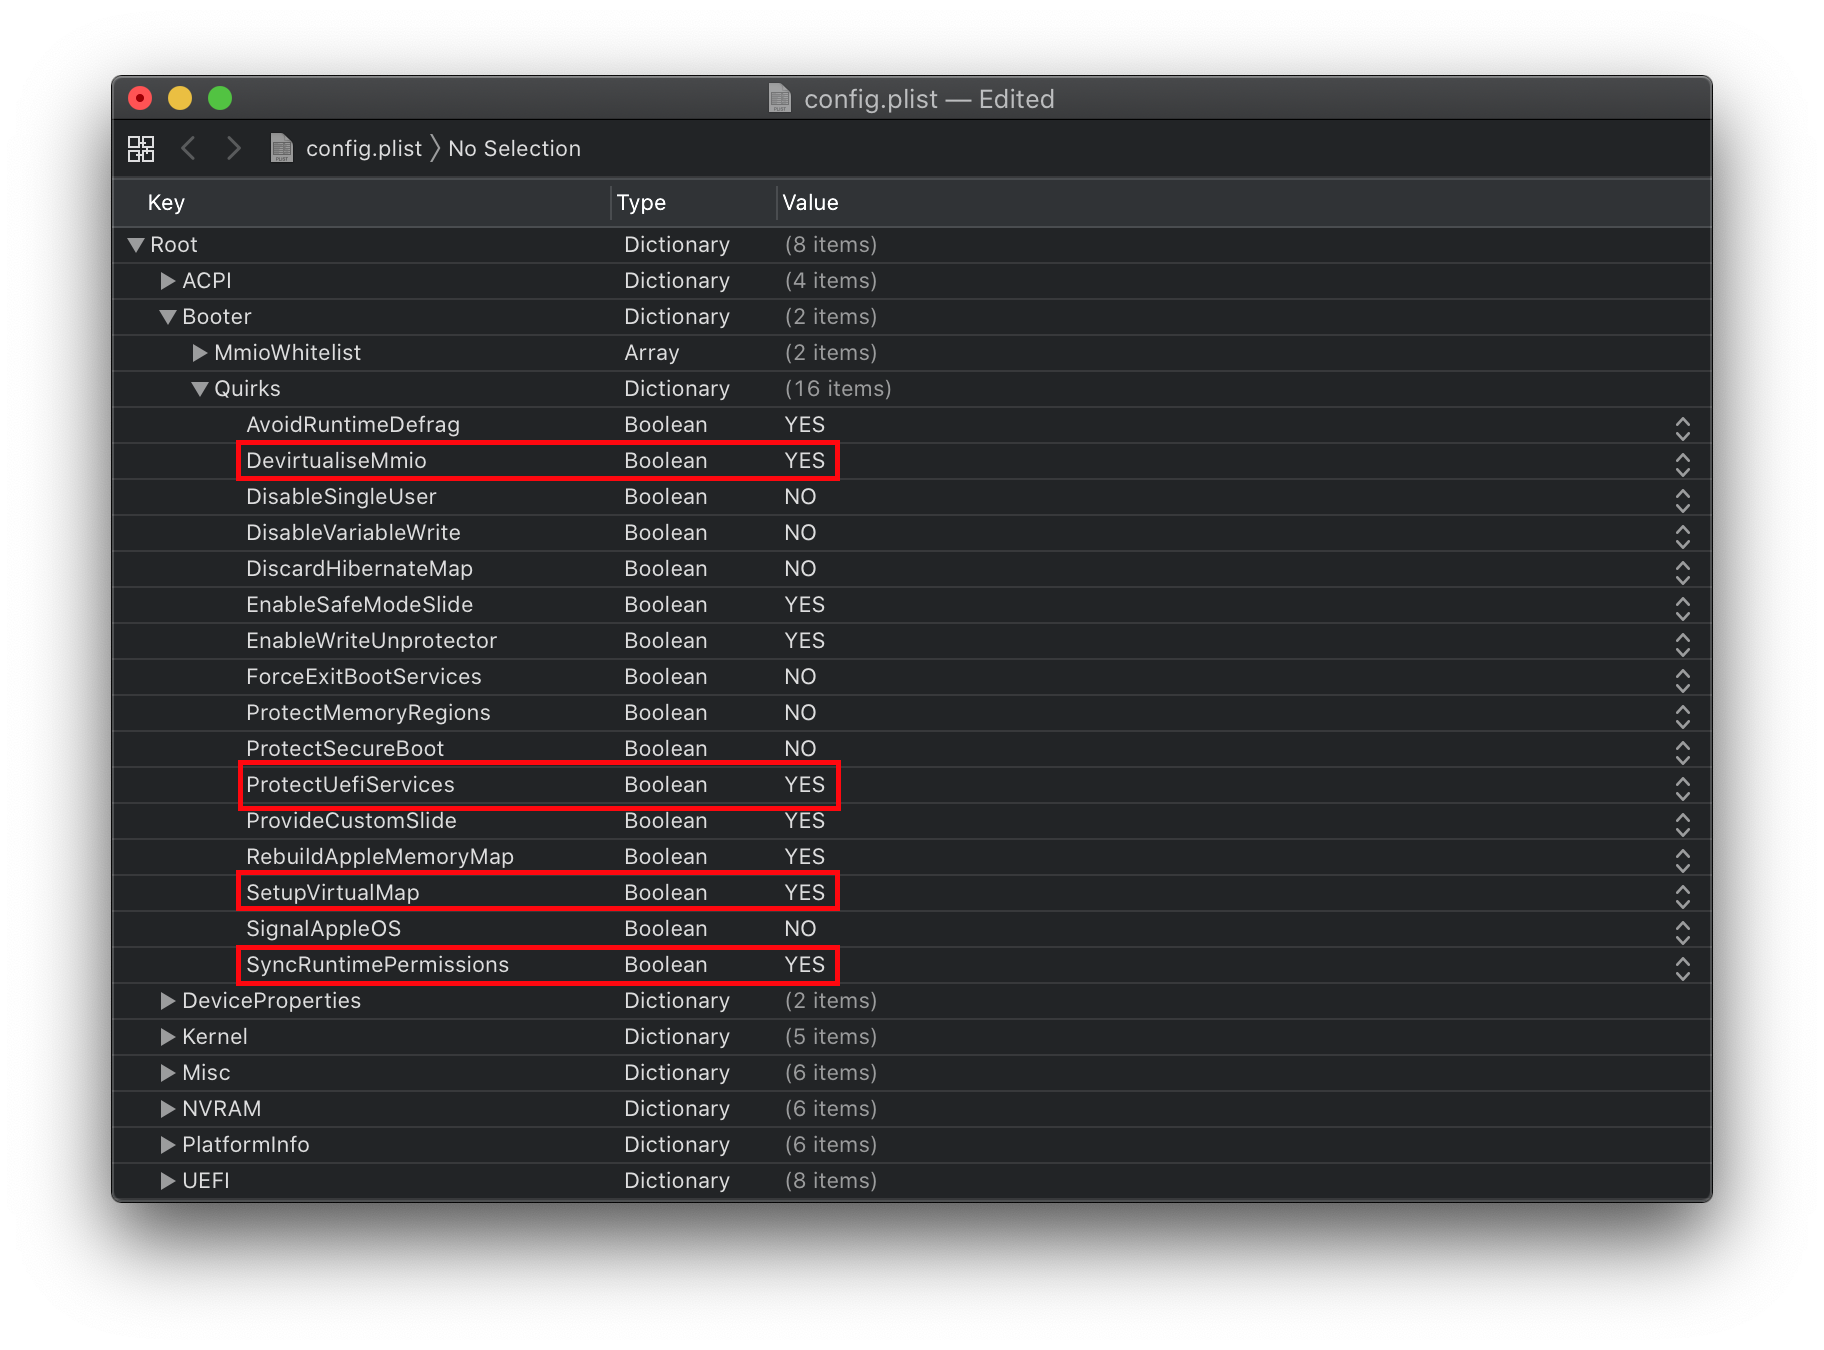 config.plist — Edited
config.plist 〉 No Selection
Key Type Value
Root Dictionary (8 items)
ACPI Dictionary (4 items)
Booter Dictionary (2 items)
MmioWhitelist Array (2 items)
Quirks Dictionary (16 items)
AvoidRuntimeDefrag Boolean YES
DevirtualiseMmio Boolean YES
DisableSingleUser Boolean NO
DisableVariableWrite Boolean NO
DiscardHibernateMap Boolean NO
EnableSafeModeSlide Boolean YES
EnableWriteUnprotector Boolean YES
ForceExitBootServices Boolean NO
ProtectMemoryRegions Boolean NO
ProtectSecureBoot Boolean NO
ProtectUefiServices Boolean YES
ProvideCustomSlide Boolean YES
RebuildAppleMemoryMap Boolean YES
SetupVirtualMap Boolean YES
SignalAppleOS Boolean NO
SyncRuntimePermissions Boolean YES
DeviceProperties Dictionary (2 items)
Kernel Dictionary (5 items)
Misc Dictionary (6 items)
NVRAM Dictionary (6 items)
PlatformInfo Dictionary (6 items)
UEFI Dictionary (8 items)